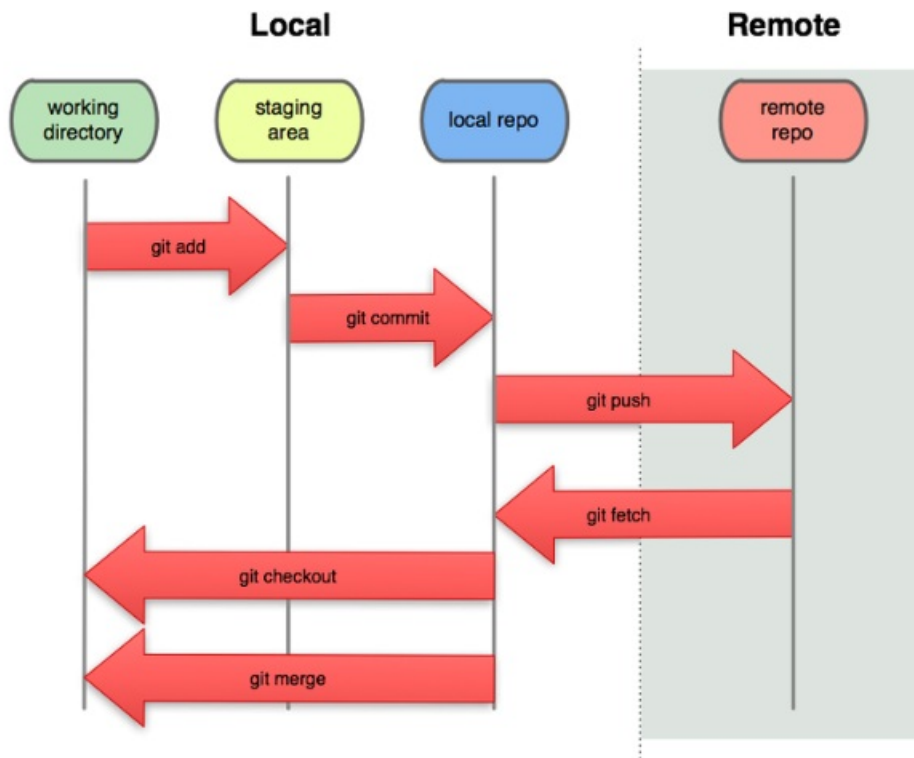 Local
Remote
working
directory
staging
area
local repo
remote
repo
git add
git commit
git push
git fetch
git checkout
git merge